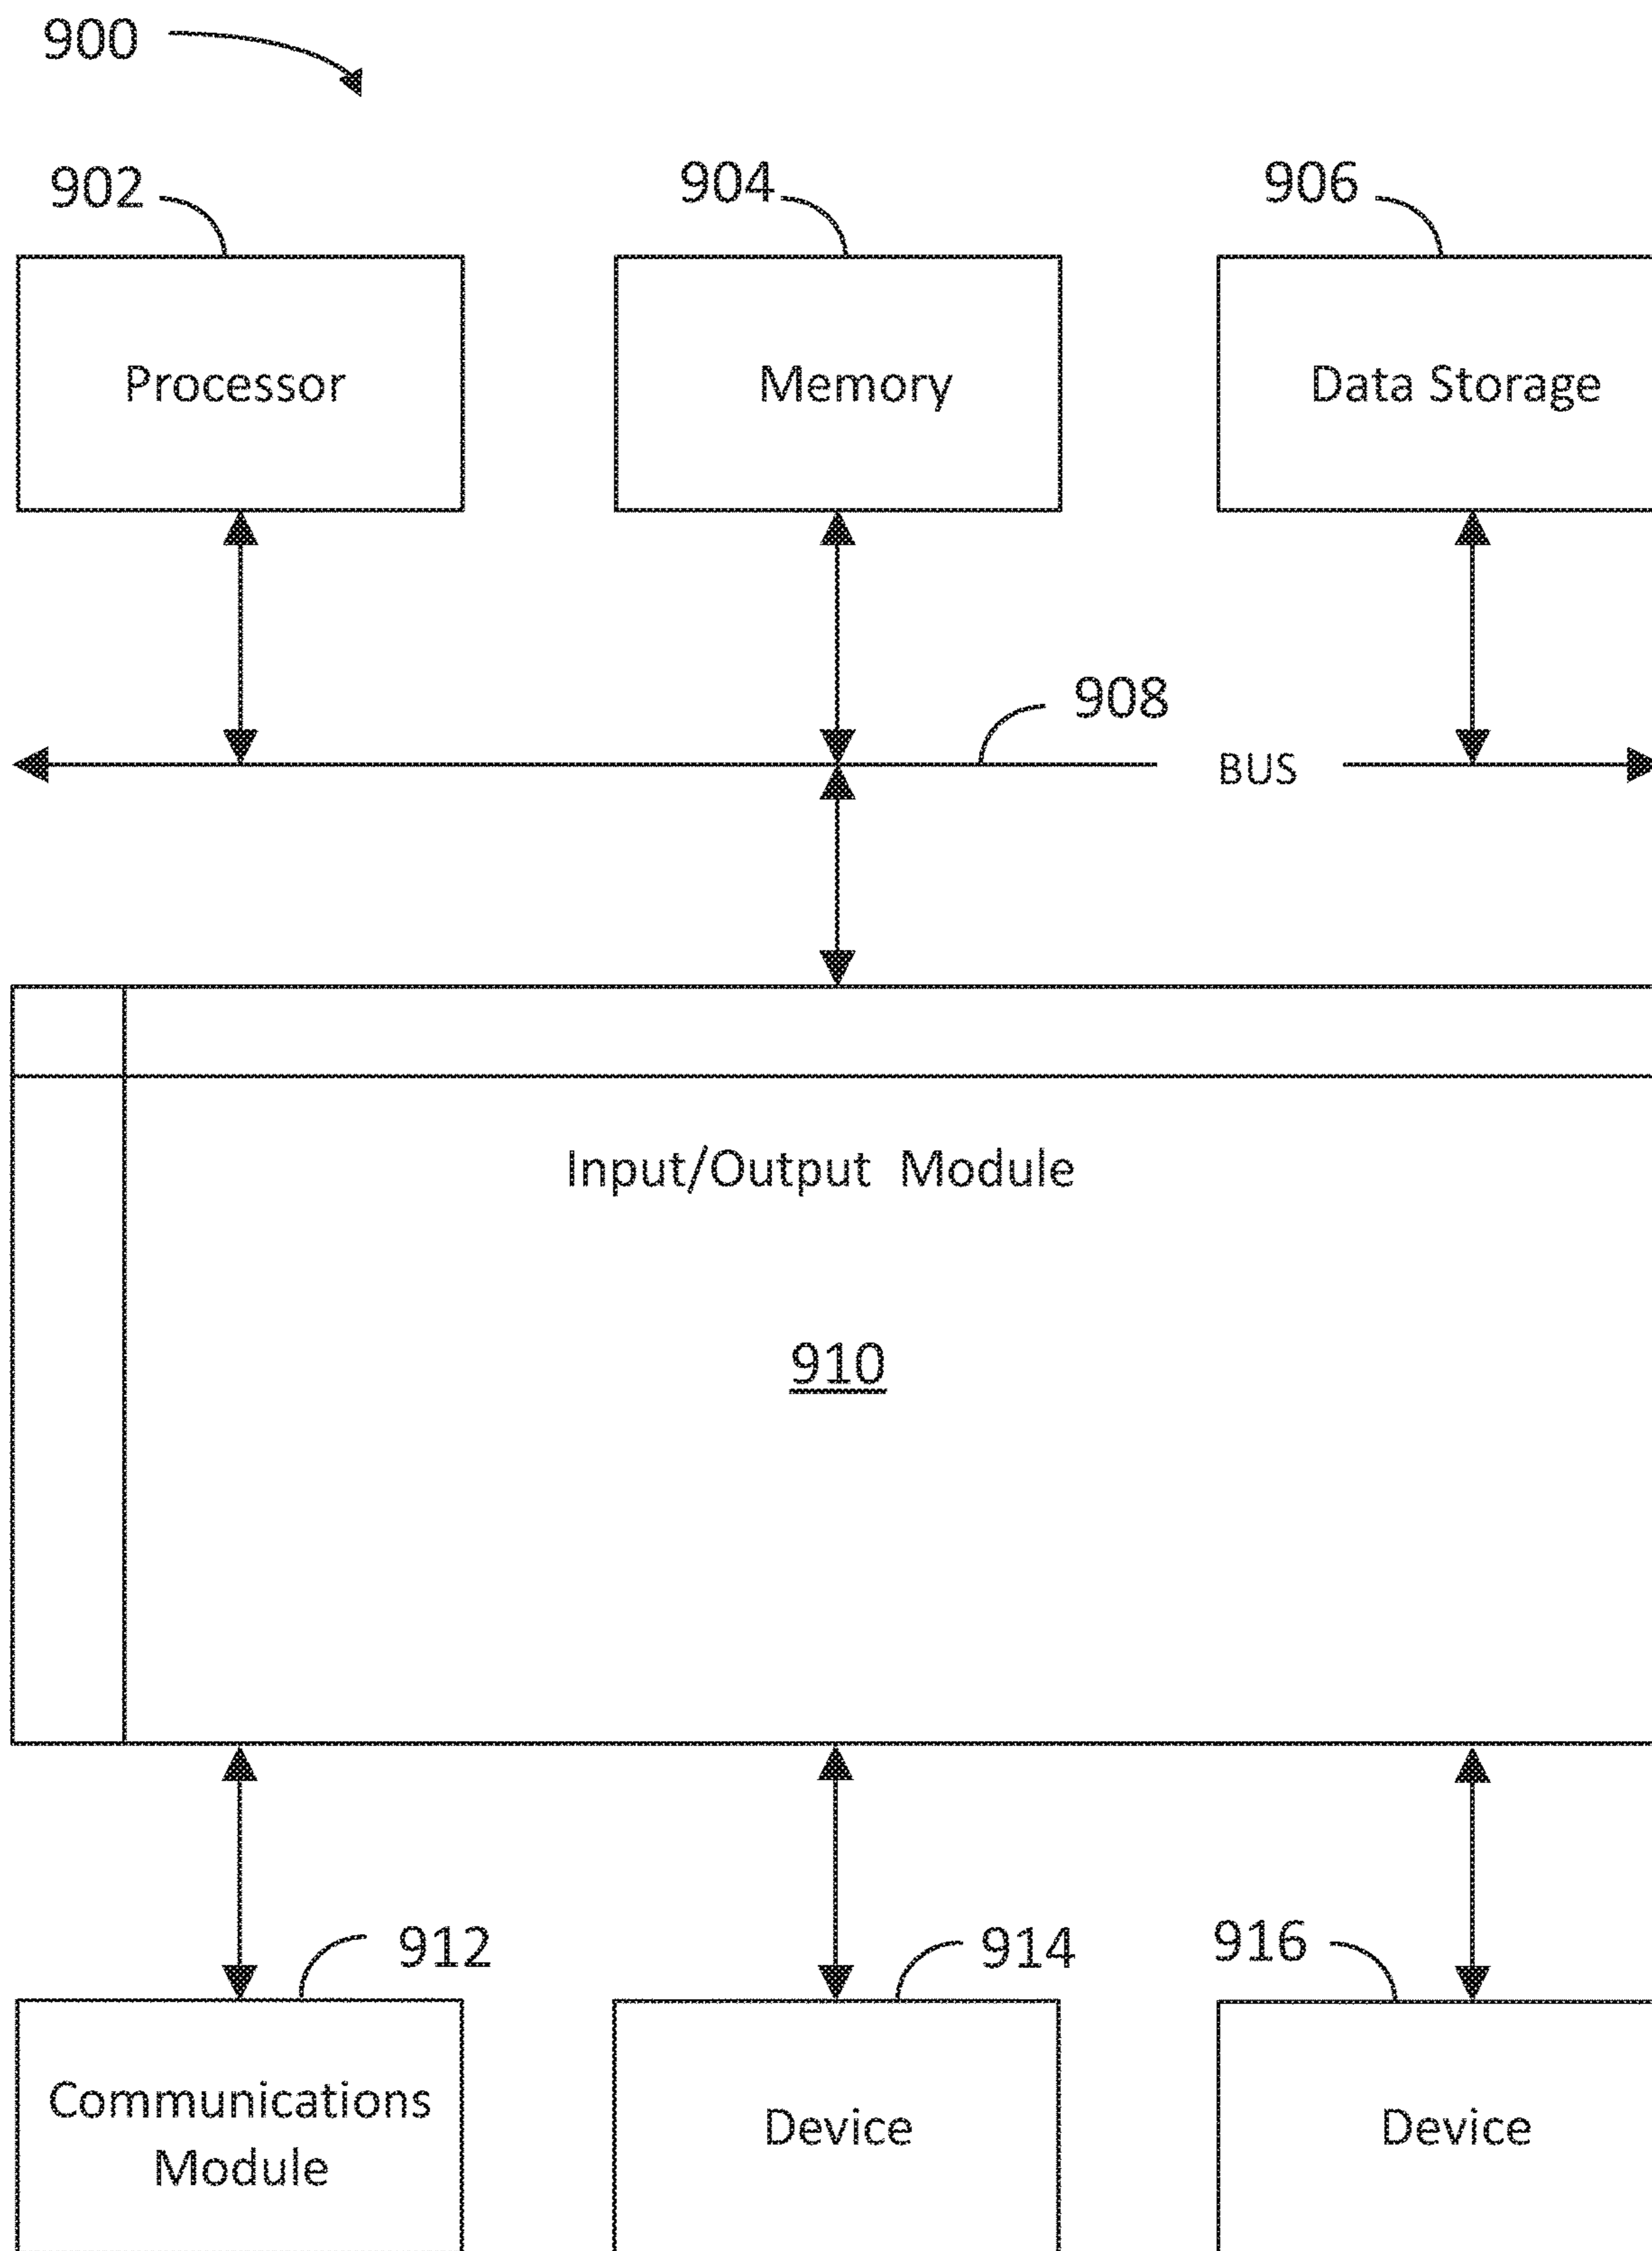 900
902
904
906
Processor
Memory
Data Storage
908
BUS
Input/Output Module
910
912
914
916
Communications
Module
Device
Device